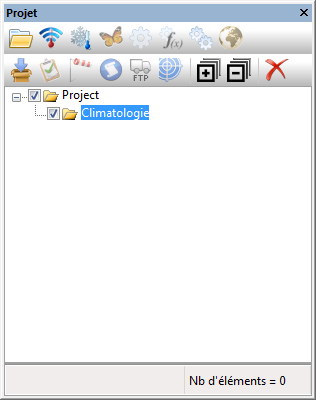 Projet
f(x)
FTP
Project
Climatologie
Nb d'éléments = 0